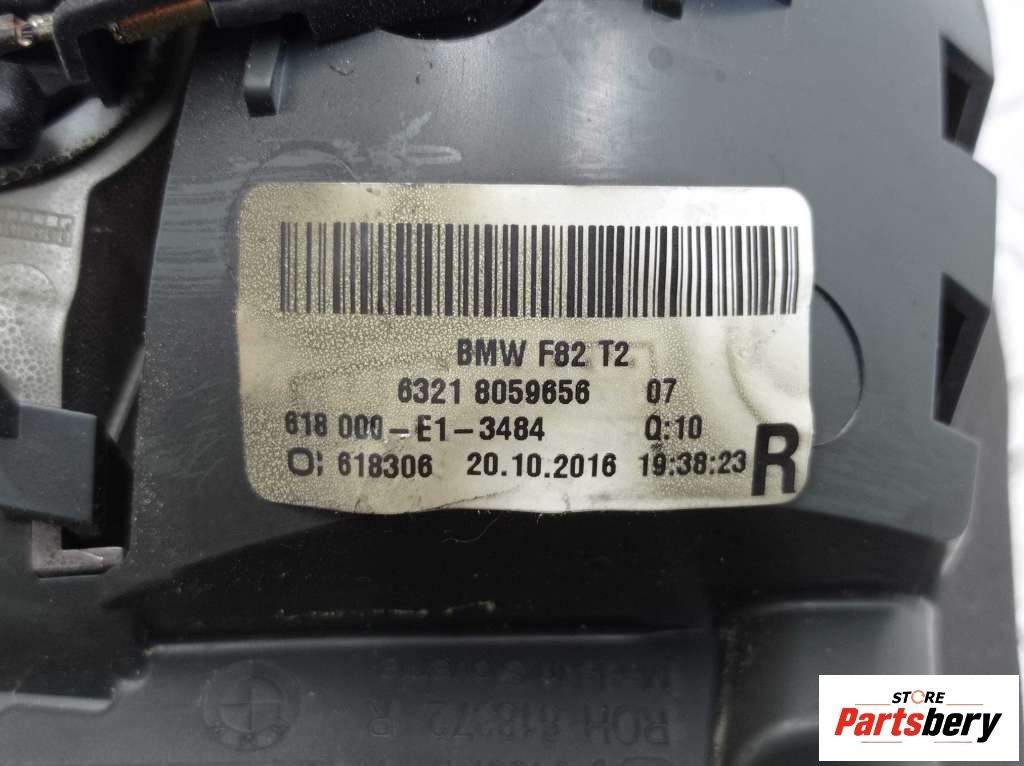 BMW F82 T2
6321 8059656 07
618 000-E1-3484 Q:10
O: 618306 20.10.2016 19:38:23 R
STORE
Partsbery